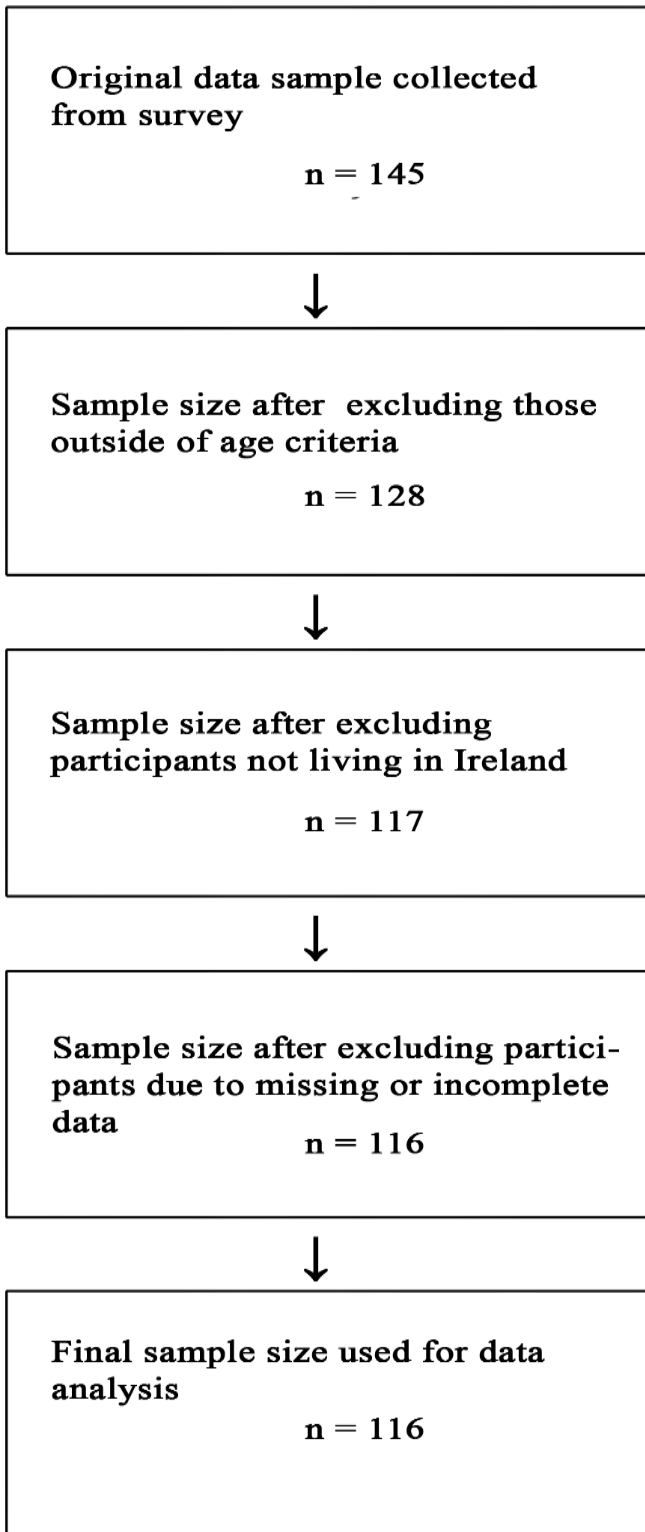 Original data sample collected
from survey
n = 145
Sample size after excluding those
outside of age criteria
n = 128
Sample size after excluding
participants not living in Ireland
n = 117
Sample size after excluding partici-
pants due to missing or incomplete
data
n = 116
Final sample size used for data
analysis
n = 116